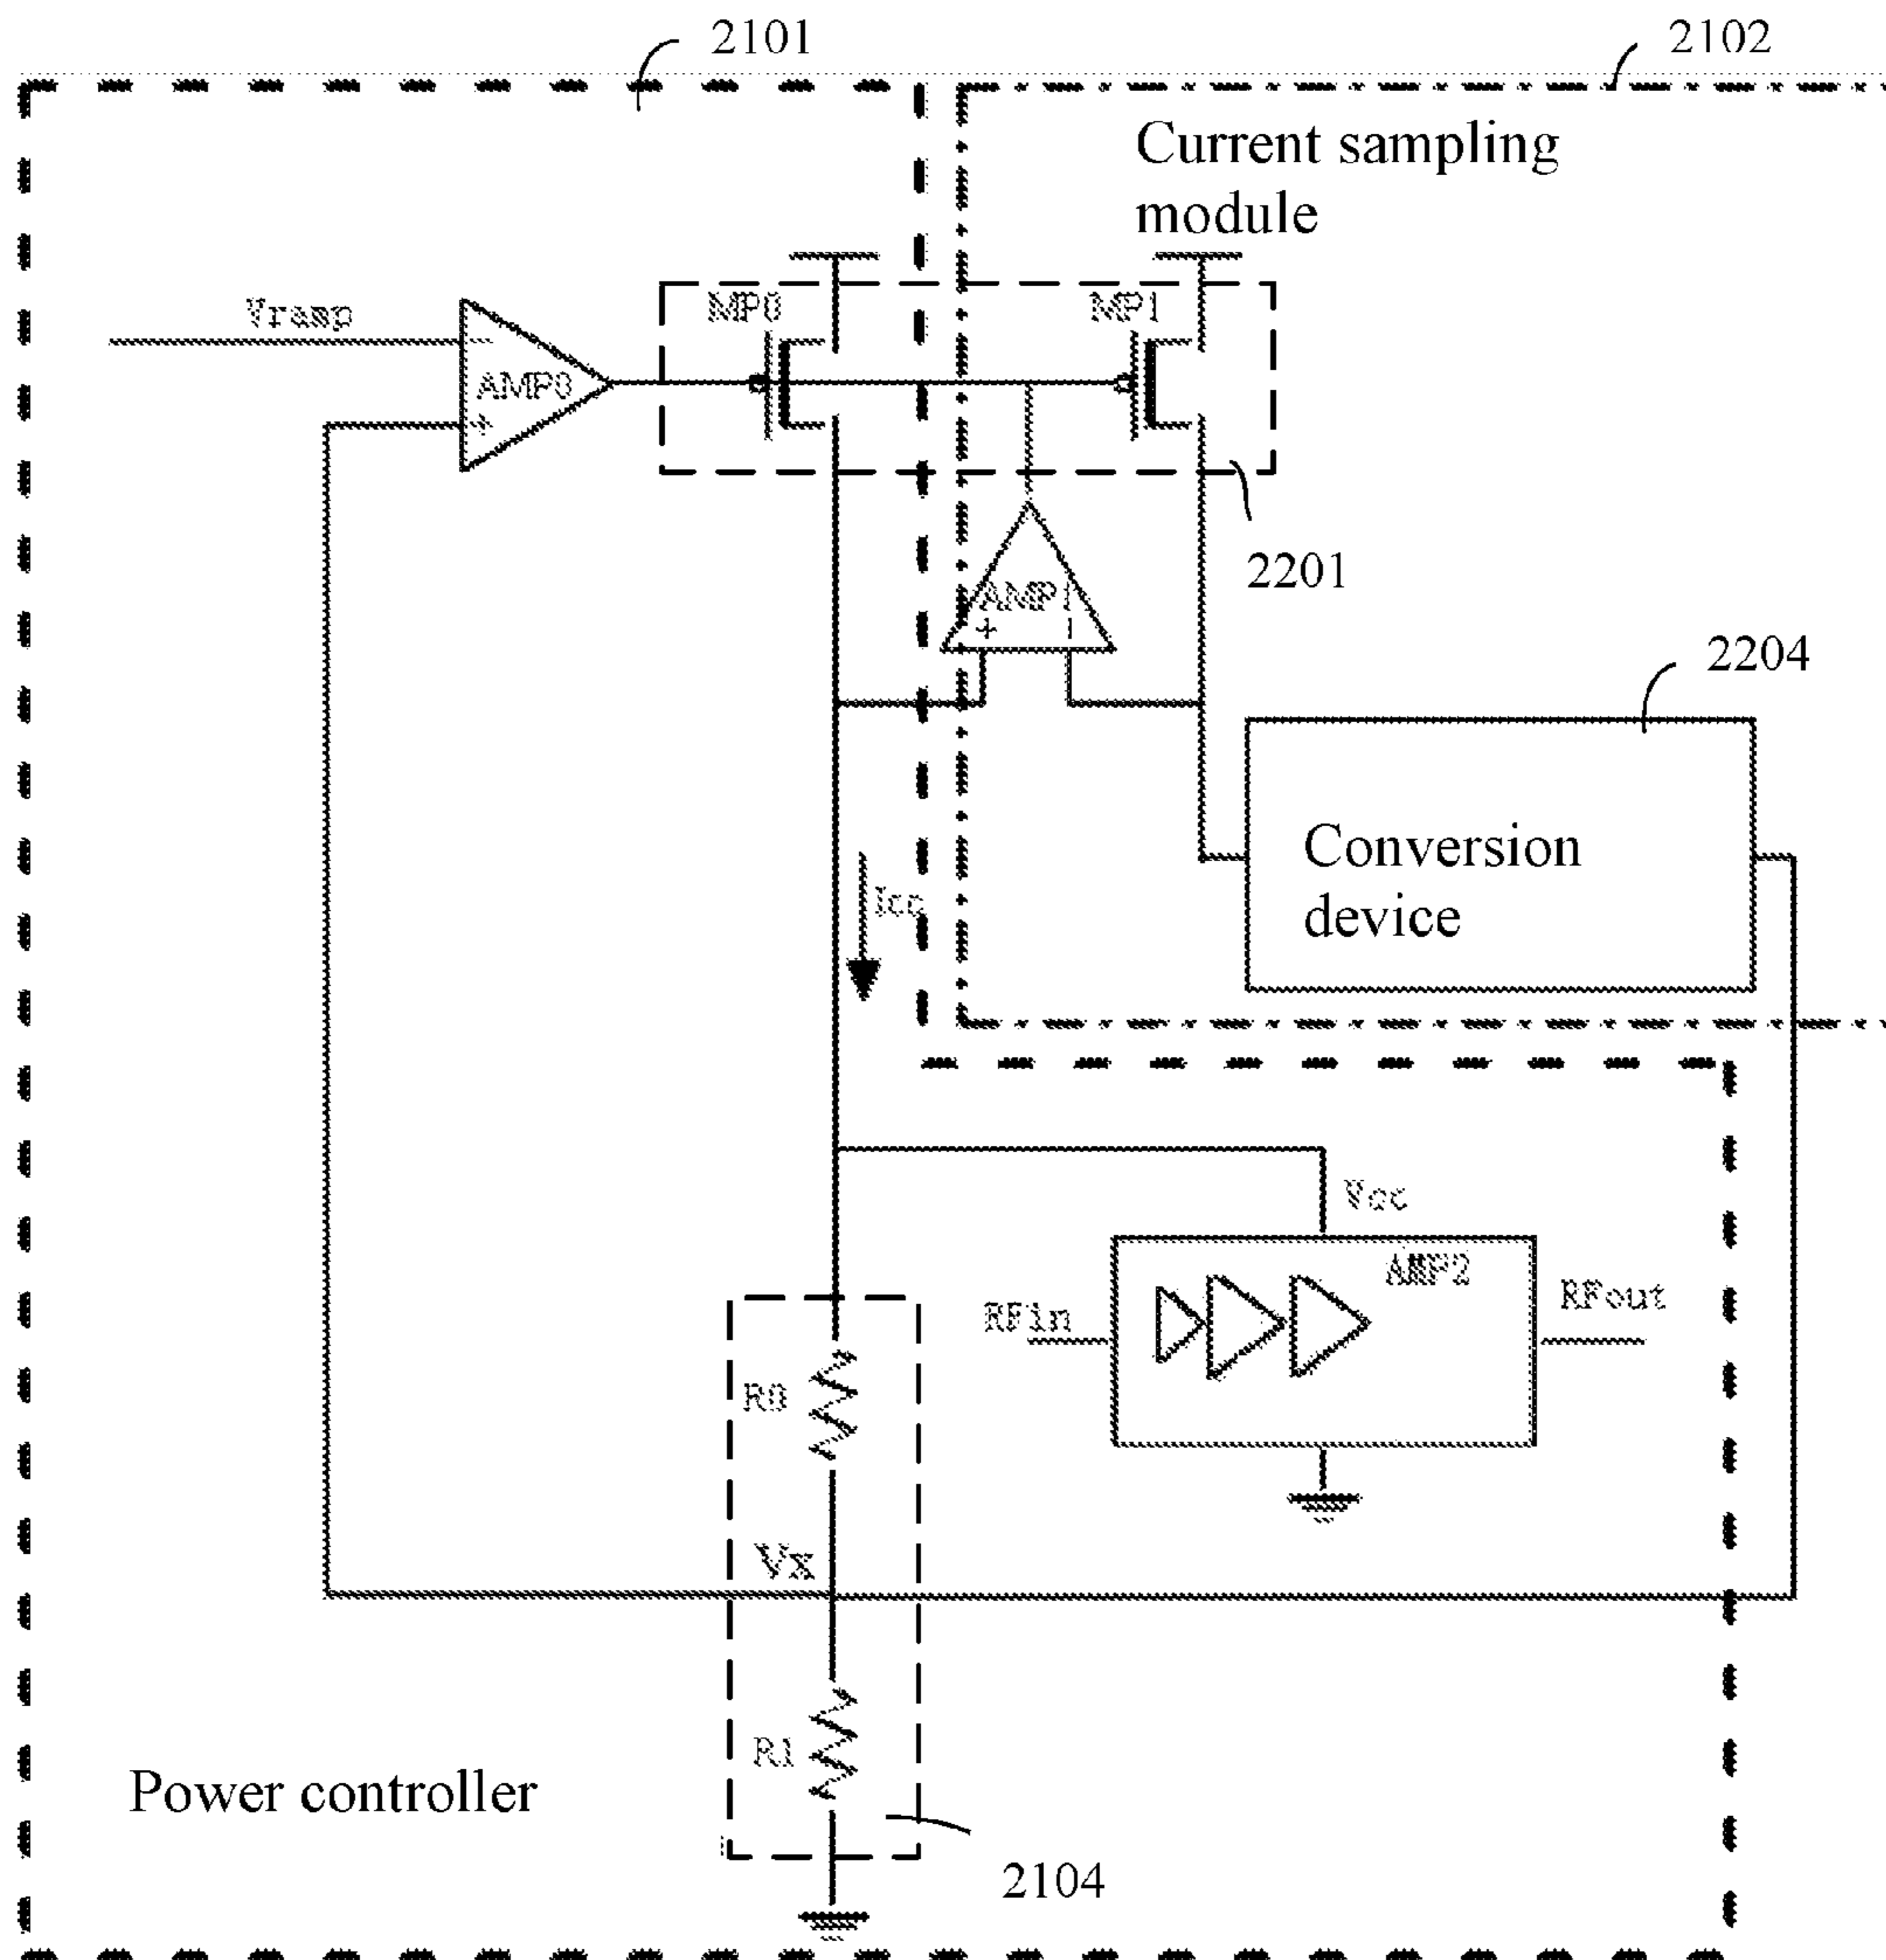 2101
2102
Current sampling
module
Vramp
MP0
MP1
AMP0
−
+
2201
AMP1
+
−
2204
Conversion
device
Icc
Vcc
AMP2
RFin
RFout
R0
Vx
R1
Power controller
2104